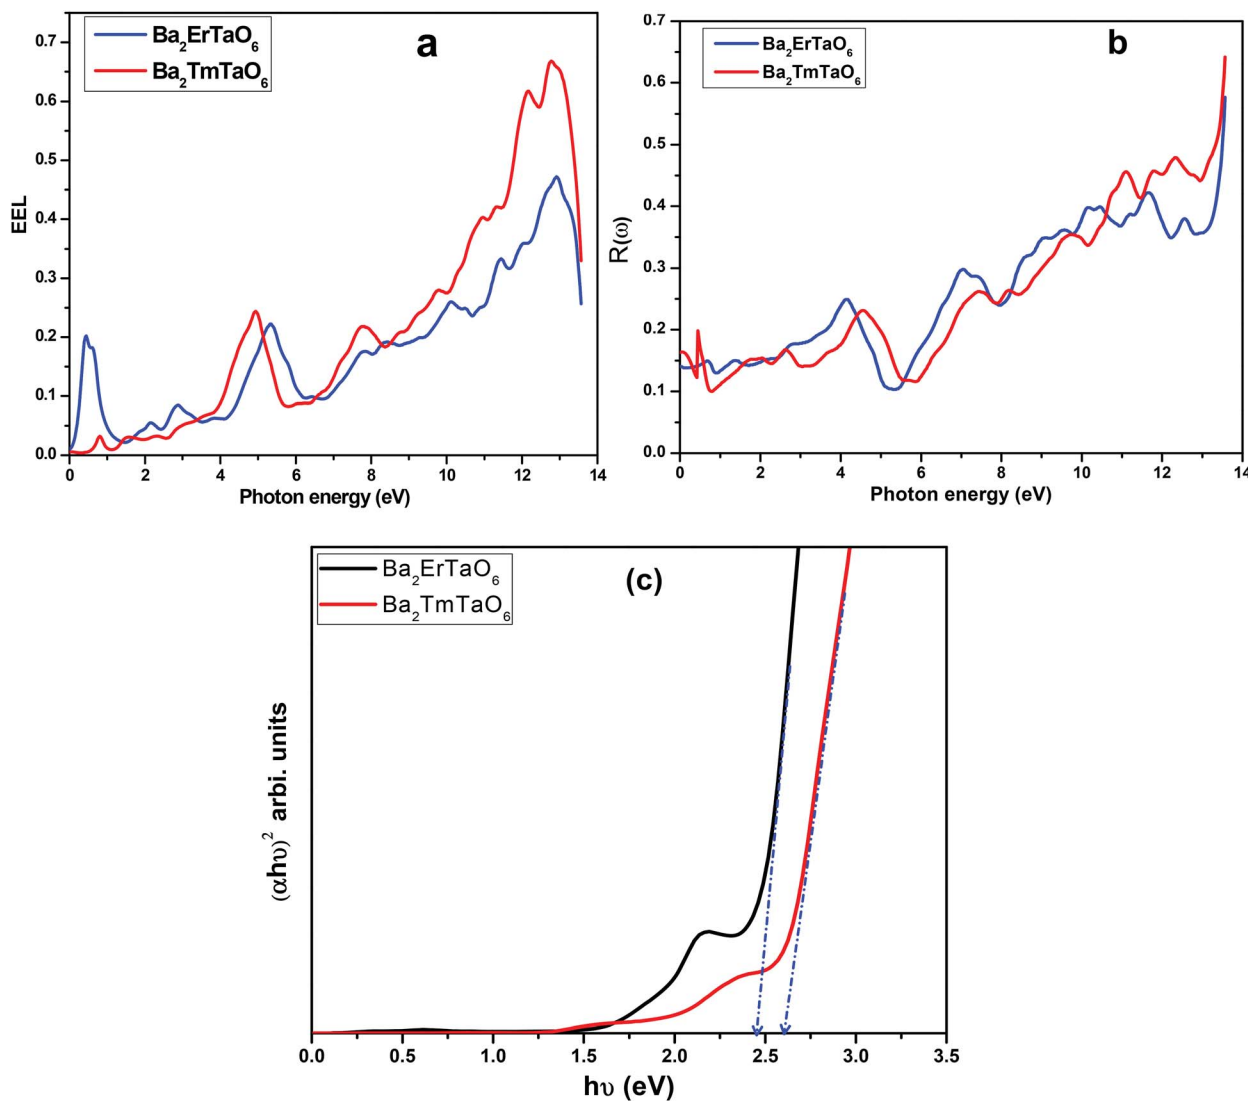 a
Ba₂ErTaO₆
Ba₂TmTaO₆
EEL
0.7
0.6
0.5
0.4
0.3
0.2
0.1
0.0
0 2 4 6 8 10 12 14
Photon energy (eV)
b
Ba₂ErTaO₆
Ba₂TmTaO₆
R(ω)
0.7
0.6
0.5
0.4
0.3
0.2
0.1
0.0
0 2 4 6 8 10 12 14
Photon energy (eV)
(c)
Ba₂ErTaO₆
Ba₂TmTaO₆
(αhυ)² arbi. units
0.0 0.5 1.0 1.5 2.0 2.5 3.0 3.5
hυ (eV)